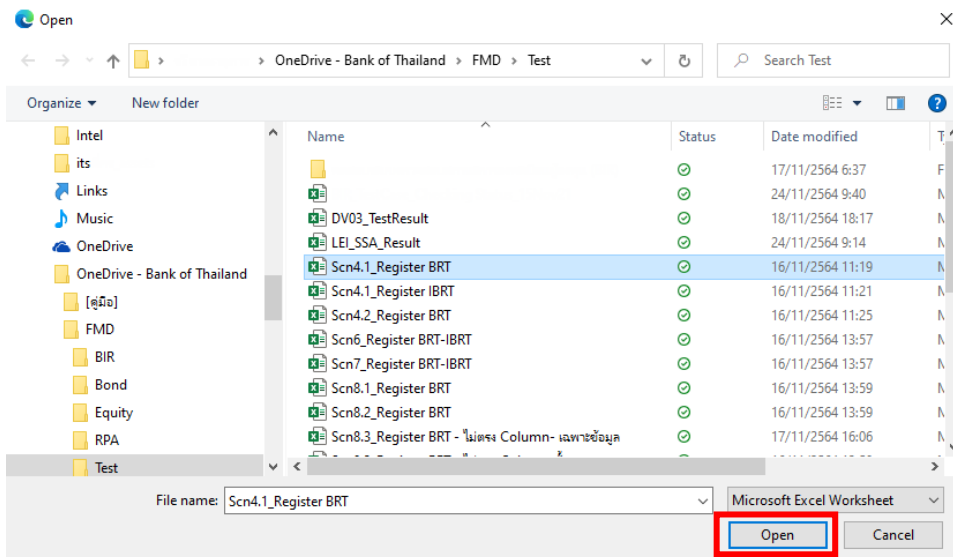 Open
OneDrive - Bank of Thailand > FMD > Test
Search Test
Organize
New folder
Name Status Date modified
Intel
its
Links
Music
OneDrive
OneDrive - Bank of Thailand
[คู่มือ]
FMD
BIR
Bond
Equity
RPA
Test
17/11/2564 6:37
24/11/2564 9:40
DV03_TestResult 18/11/2564 18:17
LEI_SSA_Result 24/11/2564 9:14
Scn4.1_Register BRT 16/11/2564 11:19
Scn4.1_Register IBRT 16/11/2564 11:21
Scn4.2_Register BRT 16/11/2564 11:25
Scn6_Register BRT-IBRT 16/11/2564 13:57
Scn7_Register BRT-IBRT 16/11/2564 13:57
Scn8.1_Register BRT 16/11/2564 13:59
Scn8.2_Register BRT 16/11/2564 13:59
Scn8.3_Register BRT - ไม่ตรง Column- เฉพาะข้อมูล 17/11/2564 16:06
File name: Scn4.1_Register BRT
Microsoft Excel Worksheet
Open Cancel